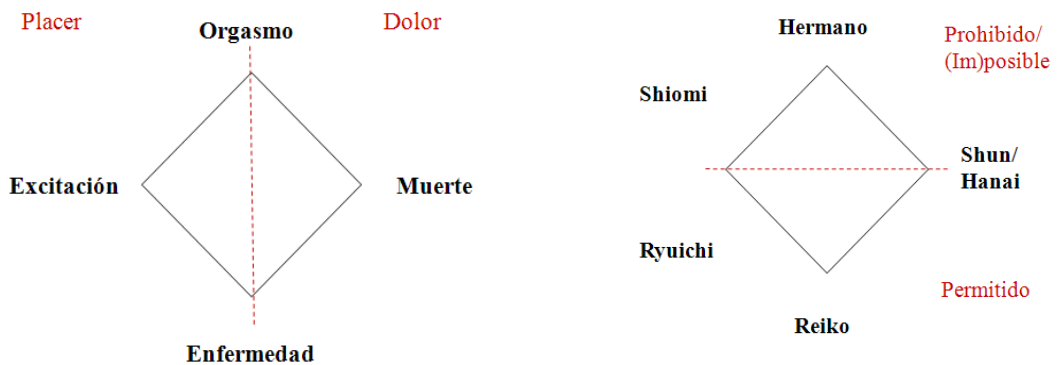 Placer
Orgasmo
Dolor
Excitación
Muerte
Enfermedad
Hermano
Prohibido/
(Im)posible
Shiomi
Shun/
Hanai
Ryuichi
Permitido
Reiko